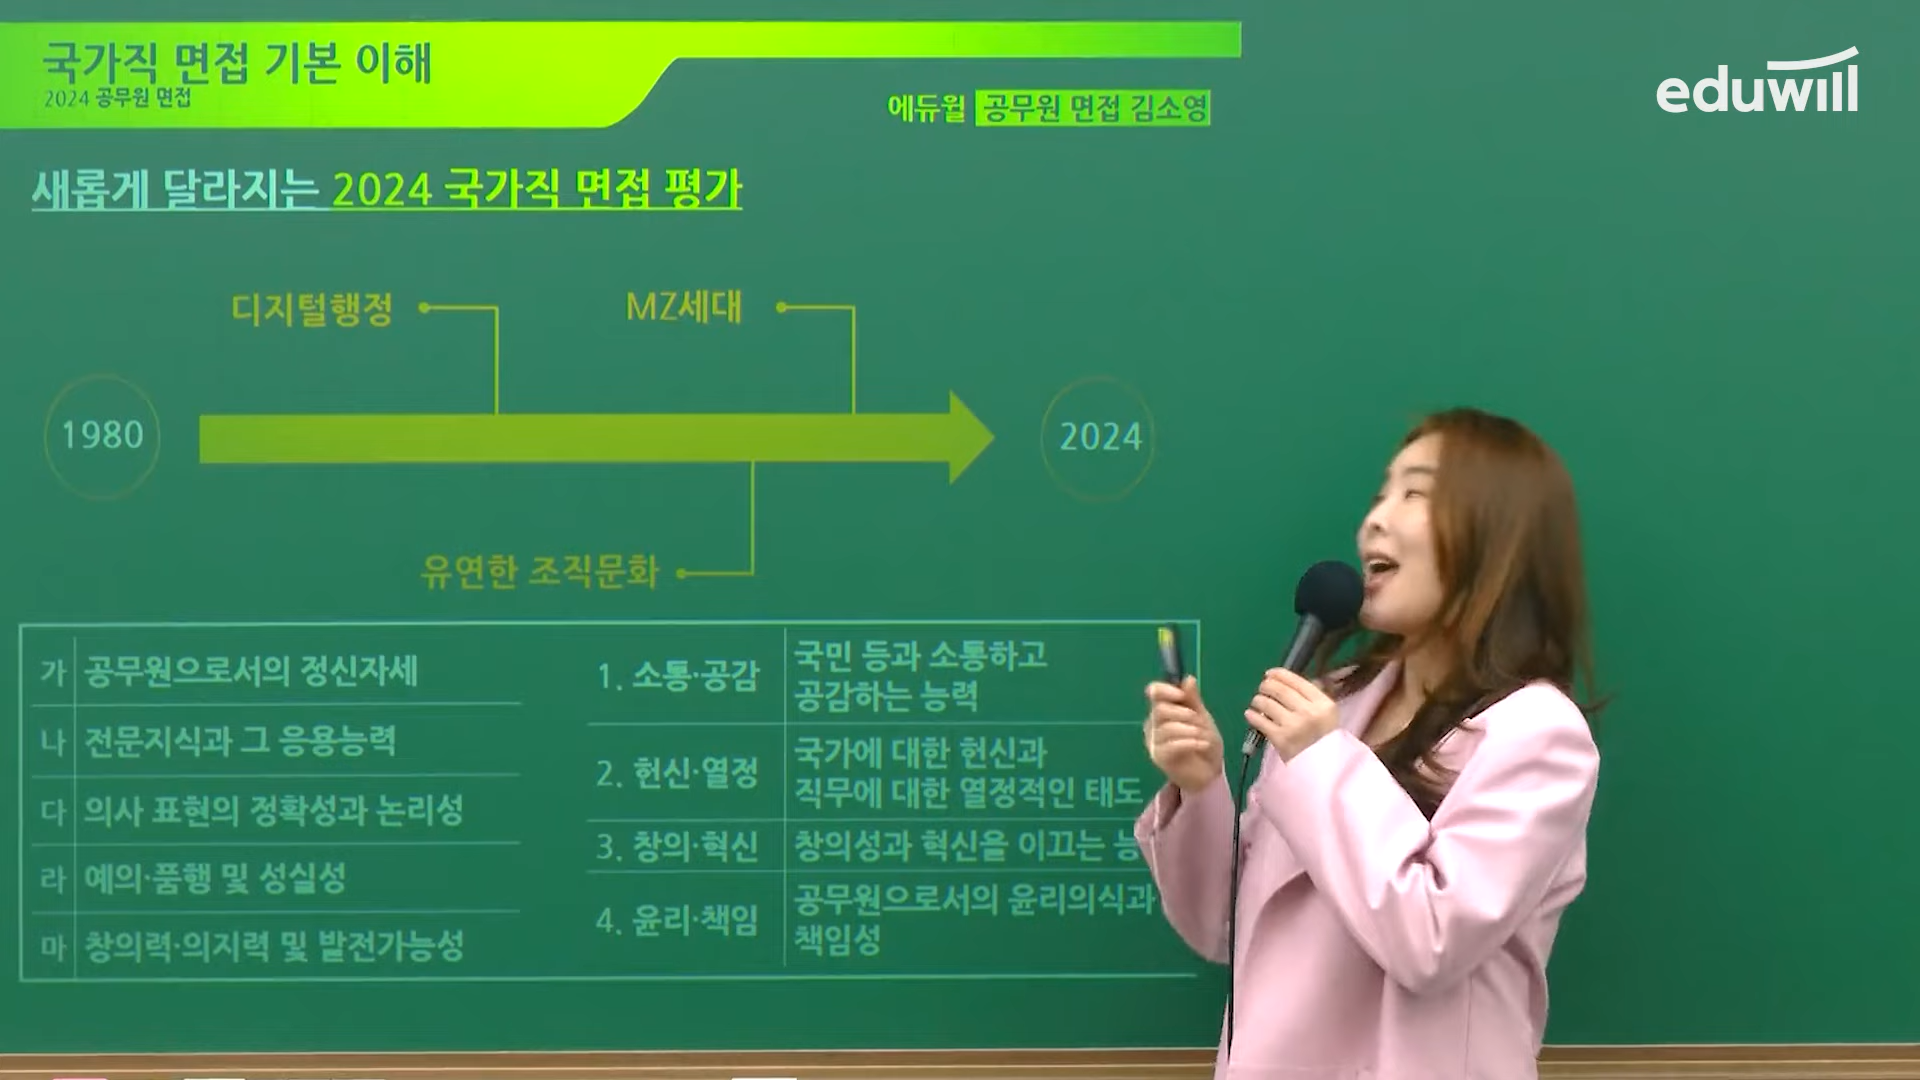 국가직 면접 기본 이해
2024 공무원 면접
에듀윌 공무원 면접 김소영
eduwill
새롭게 달라지는 2024 국가직 면접 평가
디지털행정
MZ세대
1980
2024
유연한 조직문화
가 공무원으로서의 정신자세
나 전문지식과 그 응용능력
다 의사 표현의 정확성과 논리성
라 예의·품행 및 성실성
마 창의력·의지력 및 발전가능성
1. 소통·공감
국민 등과 소통하고
공감하는 능력
2. 헌신·열정
국가에 대한 헌신과
직무에 대한 열정적인 태도
3. 창의·혁신
창의성과 혁신을 이끄는
4. 윤리·책임
공무원으로서의 윤리의식과
책임성